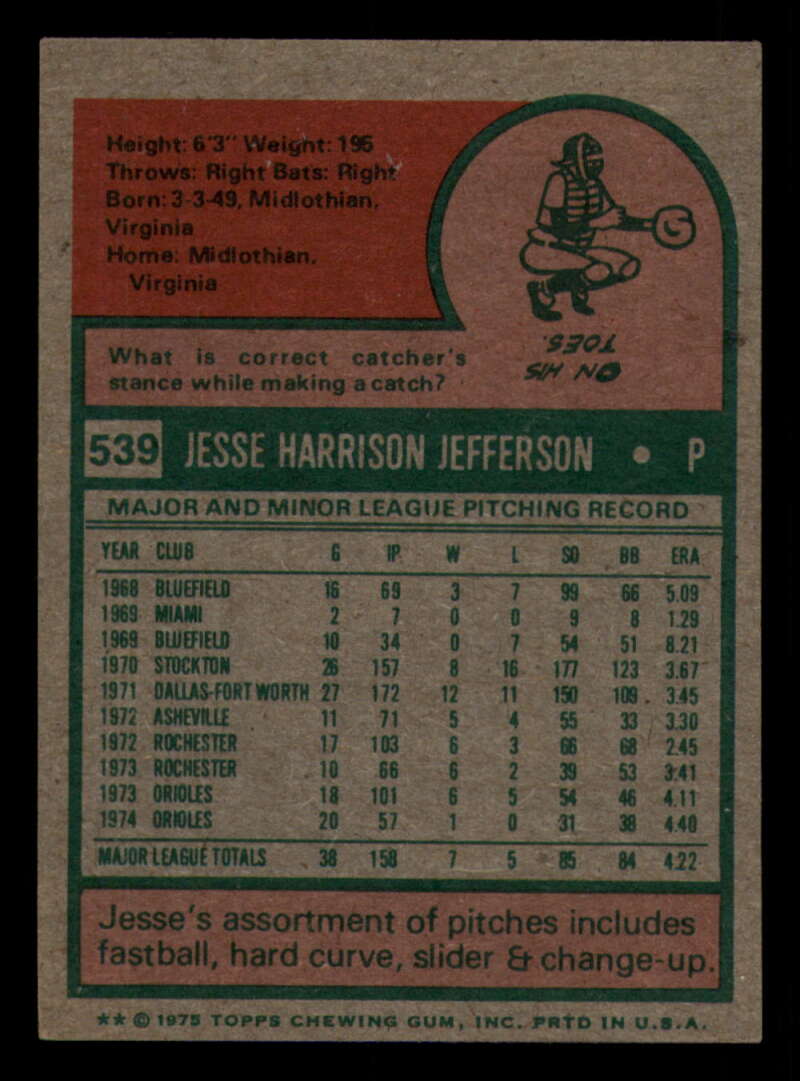 Height: 6'3" Weight: 195
Throws: Right Bats: Right
Born: 3-3-49, Midlothian,
Virginia
Home: Midlothian,
Virginia
What is correct catcher's
stance while making a catch?
ON HIS
TOES.
539 JESSE HARRISON JEFFERSON • P
MAJOR AND MINOR LEAGUE PITCHING RECORD
YEAR CLUB G IP W L SO BB ERA
1968 BLUEFIELD 16 69 3 7 99 66 5.09
1969 MIAMI 2 7 0 0 9 8 1.29
1969 BLUEFIELD 10 34 0 7 54 51 8.21
1970 STOCKTON 26 157 8 16 177 123 3.67
1971 DALLAS-FORT WORTH 27 172 12 11 150 109 3.45
1972 ASHEVILLE 11 71 5 4 55 33 3.30
1972 ROCHESTER 17 103 6 3 66 68 2.45
1973 ROCHESTER 10 66 6 2 39 53 3.41
1973 ORIOLES 18 101 6 5 54 46 4.11
1974 ORIOLES 20 57 1 0 31 38 4.40
MAJOR LEAGUE TOTALS 38 158 7 5 85 84 4.22
Jesse's assortment of pitches includes
fastball, hard curve, slider & change-up.
** © 1975 TOPPS CHEWING GUM, INC. PRTD IN U.S.A.